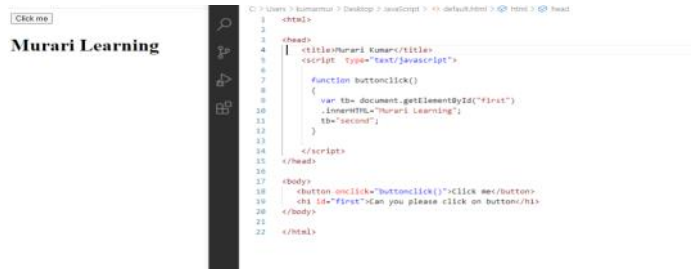 Click me
Murari Learning
C: > Users > kumarmur > Desktop > JavaScript > <> default.html > html > head
1 <html>
2
3 <head>
4 <title>Murari Kumar</title>
5 <script type="text/javascript">
6
7 function buttonclick()
8 {
9 var tb= document.getElementById("first")
10 .innerHTML="Murari Learning";
11 tb="second";
12 }
13
14 </script>
15 </head>
16
17 <body>
18 <button onclick="buttonclick()">Click me</button>
19 <h1 id="first">Can you please click on button</h1>
20 </body>
21
22 </html>